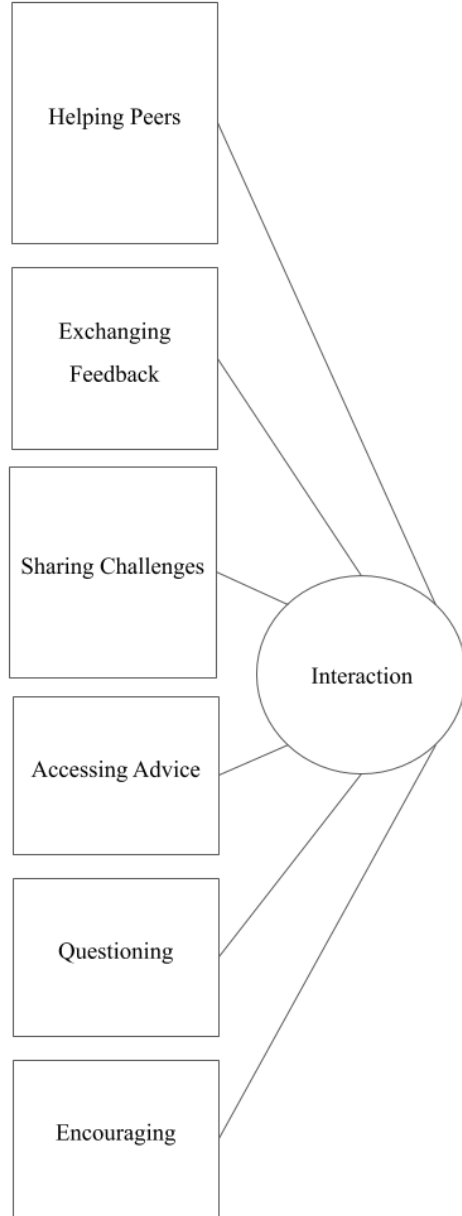 Helping Peers
Exchanging
Feedback
Sharing Challenges
Interaction
Accessing Advice
Questioning
Encouraging